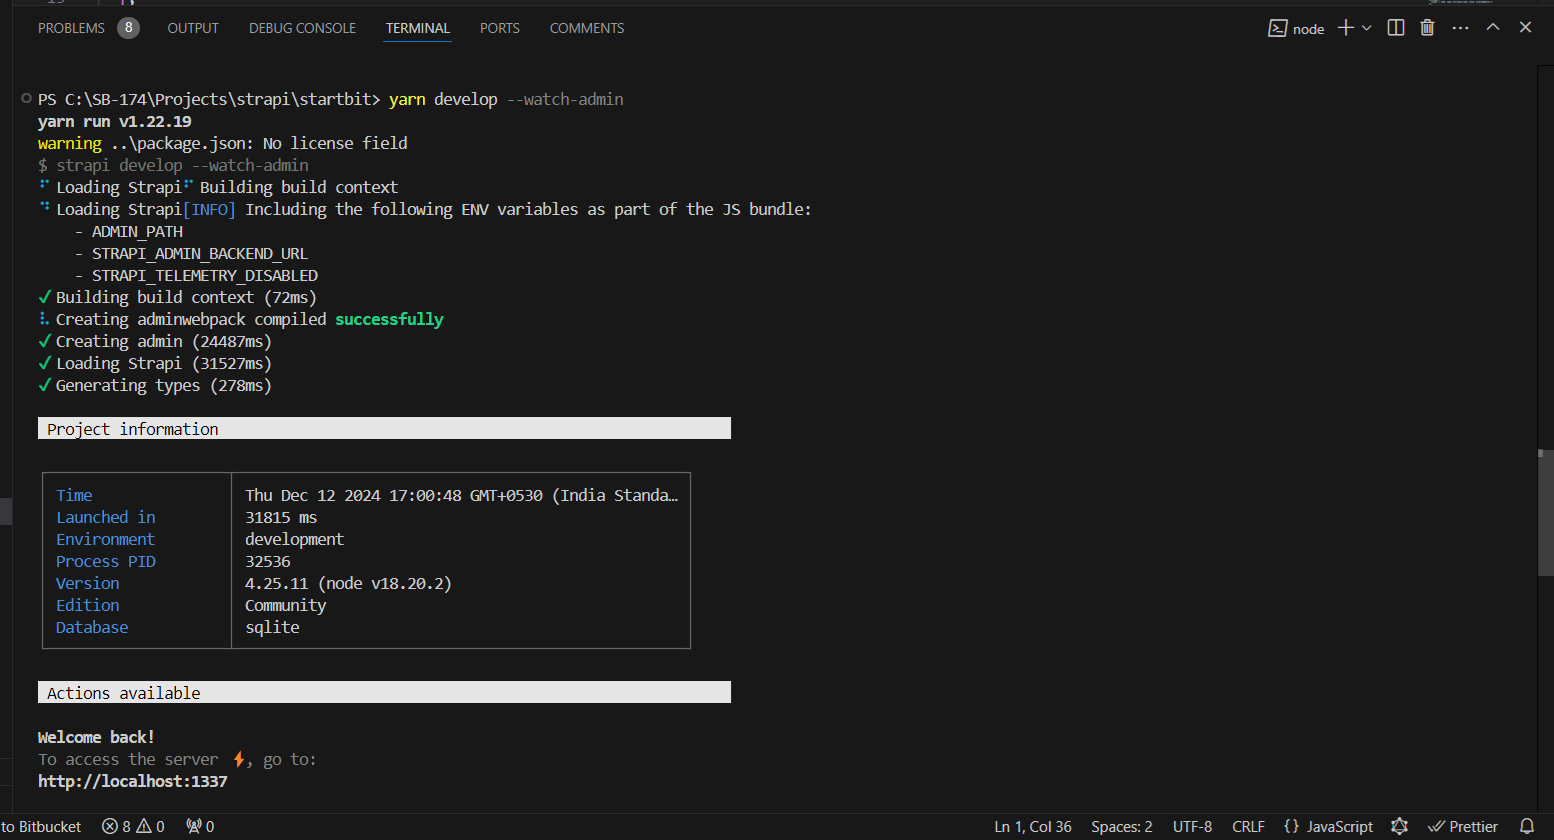 PROBLEMS 8 OUTPUT DEBUG CONSOLE TERMINAL PORTS COMMENTS node
PS C:\SB-174\Projects\strapi\startbit> yarn develop --watch-admin
yarn run v1.22.19
warning ..\package.json: No license field
$ strapi develop --watch-admin
Loading Strapi Building build context
Loading Strapi[INFO] Including the following ENV variables as part of the JS bundle:
- ADMIN_PATH
- STRAPI_ADMIN_BACKEND_URL
- STRAPI_TELEMETRY_DISABLED
✓ Building build context (72ms)
Creating adminwebpack compiled successfully
✓ Creating admin (24487ms)
✓ Loading Strapi (31527ms)
✓ Generating types (278ms)
Project information
Time Thu Dec 12 2024 17:00:48 GMT+0530 (India Standa…
Launched in 31815 ms
Environment development
Process PID 32536
Version 4.25.11 (node v18.20.2)
Edition Community
Database sqlite
Actions available
Welcome back!
To access the server ⚡, go to:
http://localhost:1337
to Bitbucket 8 0 0 Ln 1, Col 36 Spaces: 2 UTF-8 CRLF {} JavaScript Prettier